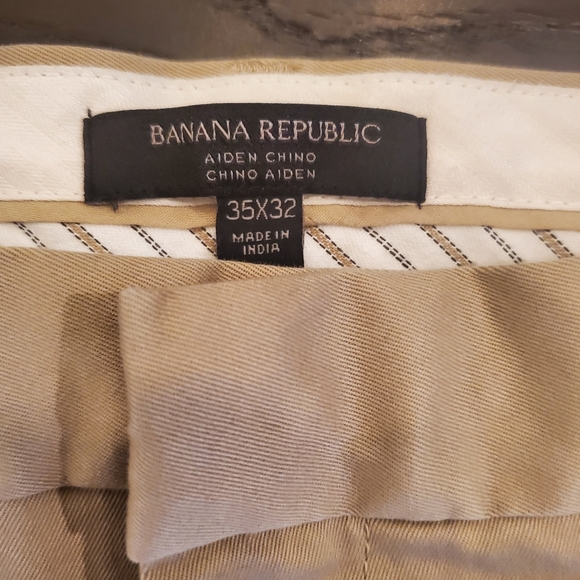 BANANA REPUBLIC
AIDEN CHINO
CHINO AIDEN
35X32
MADE IN
INDIA